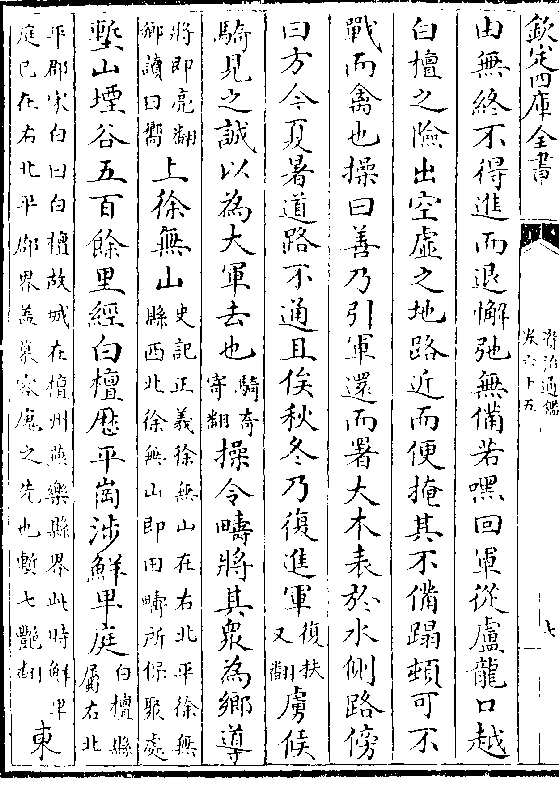 欽定四庫全書
資治通鑑
卷六十五
七
由無終不得進而退懈弛無備若嘿回軍從盧龍口越
白檀之險出空虛之地路近而便掩其不備蹋頓可不
戰而禽也操曰善乃引軍還而署大木表於水側路傍
曰方今夏暑道路不通且俟秋冬乃復進軍復扶又翻虜候
騎見之誠以為大軍去也騎奇寄翻操令疇將其衆為鄉導
將即亮翻鄉讀曰嚮上徐無山史記正義徐無山在右北平徐無縣西北徐無山即田疇所保聚處
塹山堙谷五百餘里經白檀歷平崗涉鮮卑庭白檀縣屬右北
平郡宋白曰白檀故城在檀州燕樂縣界此時鮮卑庭已在右北平郡界蓋慕容廆之先也塹七豔翻東